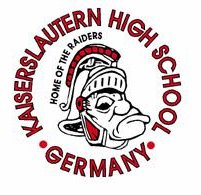 KAISERSLAUTERN HIGH SCHOOL
HOME OF THE RAIDERS
• GERMANY •